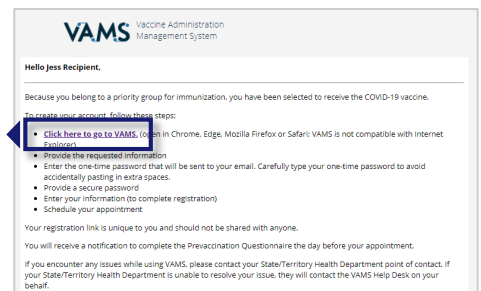 VAMS Vaccine Administration
Management System
Hello Jess Recipient,
Because you belong to a priority group for immunization, you have been selected to receive the COVID-19 vaccine.
To create your account, follow these steps:
• Click here to go to VAMS. (open in Chrome, Edge, Mozilla Firefox or Safari; VAMS is not compatible with Internet
Explorer)
• Provide the requested information
• Enter the one-time password that will be sent to your email. Carefully type your one-time password to avoid
accidentally pasting in extra spaces.
• Provide a secure password
• Enter your information (to complete registration)
• Schedule your appointment
Your registration link is unique to you and should not be shared with anyone.
You will receive a notification to complete the Prevaccination Questionnaire the day before your appointment.
If you encounter any issues while using VAMS, please contact your State/Territory Health Department point of contact. If
your State/Territory Health Department is unable to resolve your issue, they will contact the VAMS Help Desk on your
behalf.